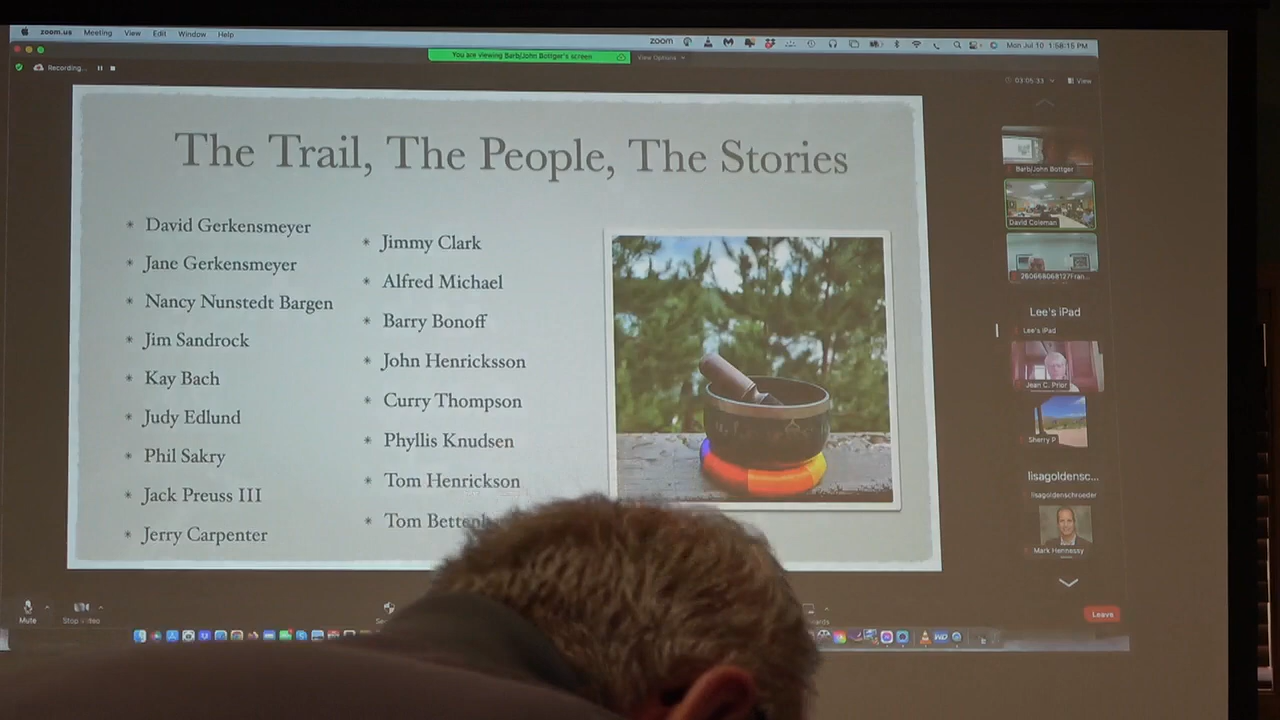 zoom.us Meeting View Edit Window Help
zoom
Mon Jul 10 1:58:15 PM
You are viewing Barb/John Bottger's screen
View Options
Recording...
03:05:33
View
The Trail, The People, The Stories
David Gerkensmeyer
Jane Gerkensmeyer
Nancy Nunstedt Bargen
Jim Sandrock
Kay Bach
Judy Edlund
Phil Sakry
Jack Preuss III
Jerry Carpenter
Jimmy Clark
Alfred Michael
Barry Bonoff
John Henricksson
Curry Thompson
Phyllis Knudsen
Tom Henrickson
Tom
Barb/John Bottger
David Coleman
Lee's iPad
Lee's iPad
Jean C. Prior
Sherry P
lisagoldensc...
lisagoldenschroeder
Mark Hennessy
Mute
Stop Video
Leave